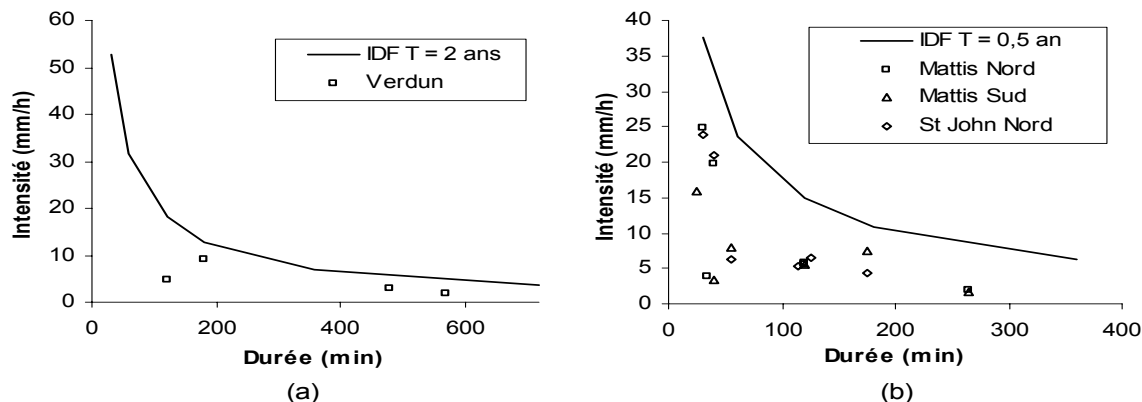 60
50
40
30
20
10
0
Intensité (mm/h)
IDF T = 2 ans
Verdun
0 200 400 600
Durée (min)
(a)
40
35
30
25
20
15
10
5
0
Intensité (mm/h)
IDF T = 0,5 an
Mattis Nord
Mattis Sud
St John Nord
0 100 200 300 400
Durée (min)
(b)